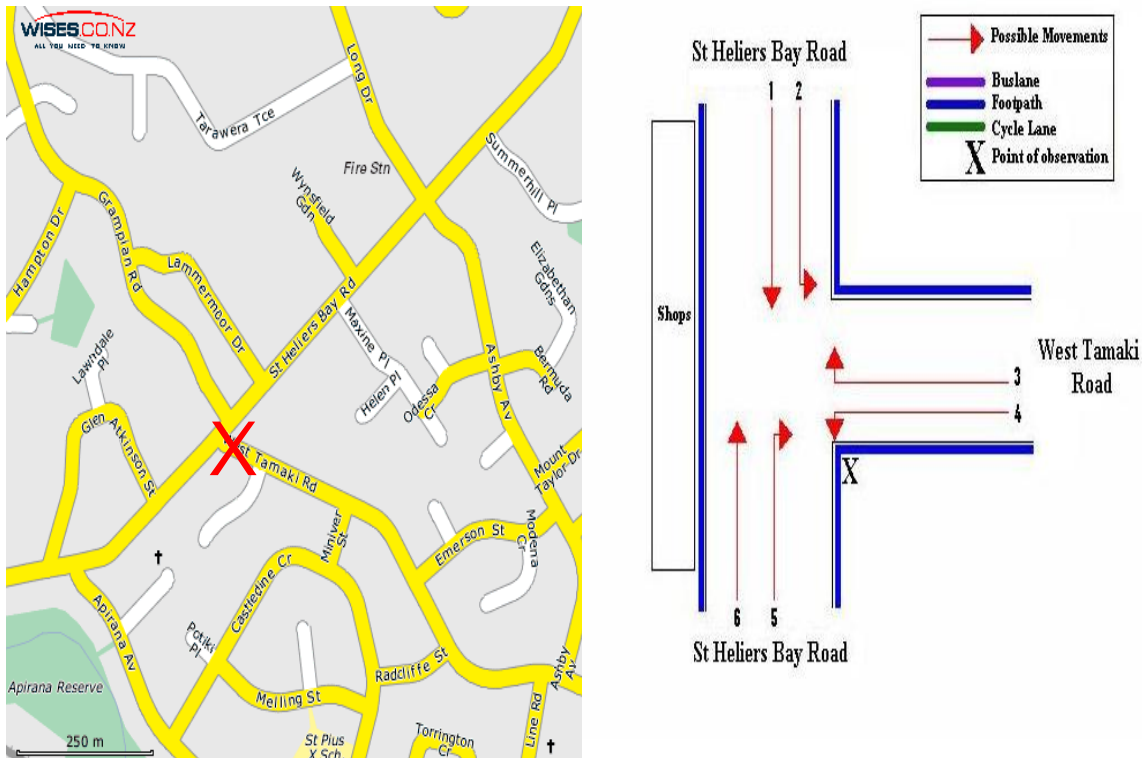 WISES.CO.NZ
ALL YOU NEED TO KNOW
Long Dr
Tarawera Tce
Fire Stn
Summerhill Pl
Wynsfield
Gdn
Hampton Dr
Grampian Rd
Lammermoor Dr
Elizabethan
Gdns
St Heliers Bay Rd
Maxine Pl
Lawndale
Pl
Helen Pl
Odessa
Cr
Ashby Av
Bermuda
Rd
Glen Atkinson St
X
st Tamaki Rd
Mount
Taylor Dr
Miniver
St
Emerson St
Modena
Cr
Castledine Cr
Apirana Av
Potiki
Pl
Radcliffe St
Ashby
Av
Apirana Reserve
Melling St
Line Rd
250 m
St Pius
X Sch
Torrington
Cr
St Heliers Bay Road
1 2
Possible Movements
Buslane
Footpath
Cycle Lane
X Point of observation
Shops
West Tamaki
Road
3
4
X
6 5
St Heliers Bay Road